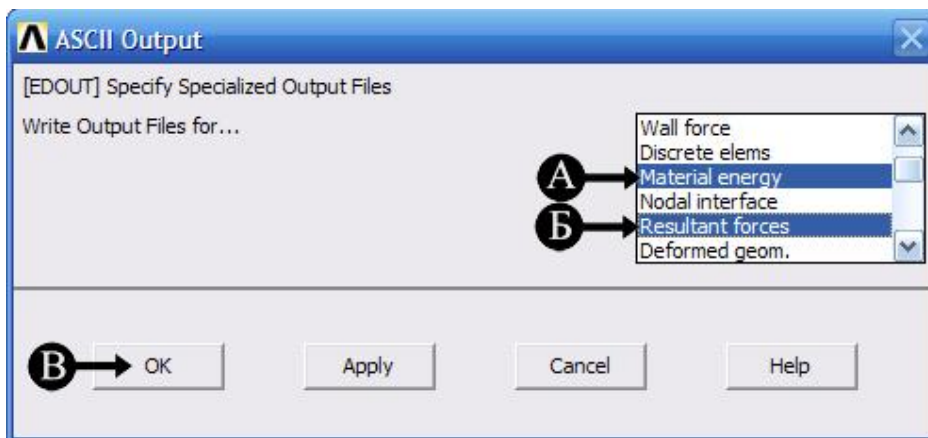 ASCII Output
[EDOUT] Specify Specialized Output Files
Write Output Files for...
Wall force
Discrete elems
А Material energy
Nodal interface
Б Resultant forces
Deformed geom.
В OK Apply Cancel Help